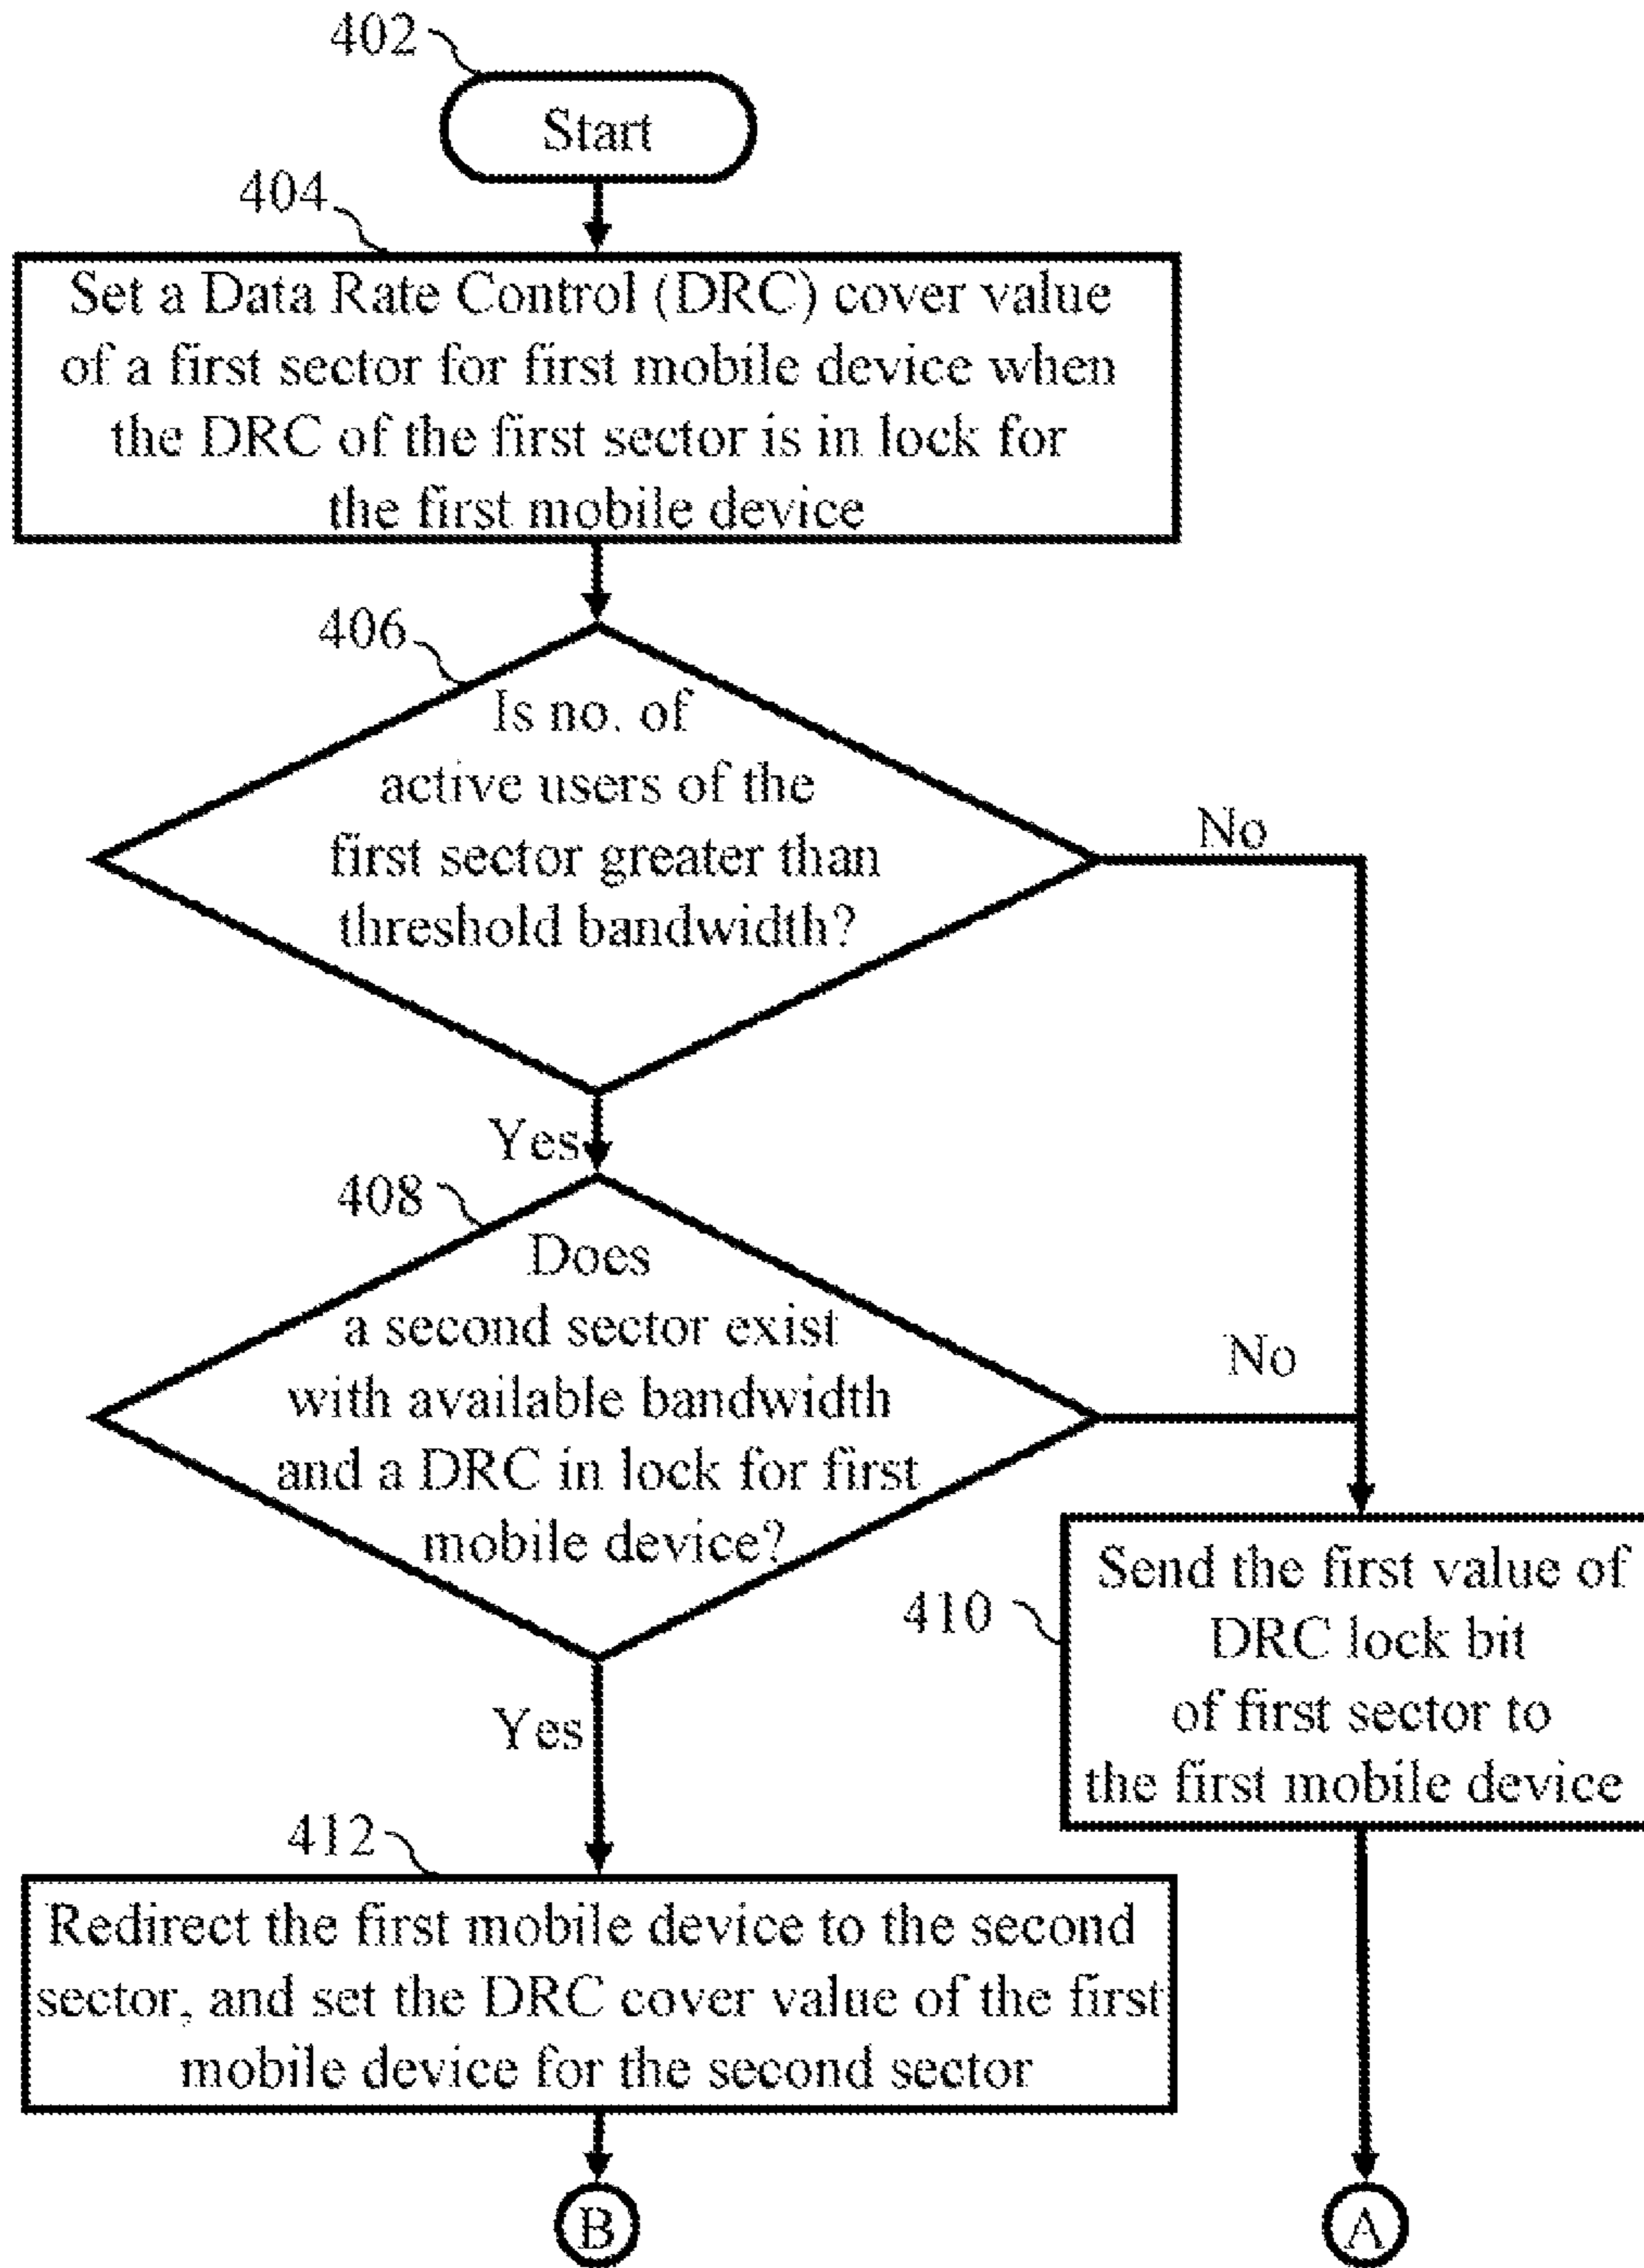 402
Start
404
Set a Data Rate Control (DRC) cover value
of a first sector for first mobile device when
the DRC of the first sector is in lock for
the first mobile device
406
Is no. of
active users of the
first sector greater than
threshold bandwidth?
No
Yes
408
Does
a second sector exist
with available bandwidth
and a DRC in lock for first
mobile device?
No
Yes
410
Send the first value of
DRC lock bit
of first sector to
the first mobile device
412
Redirect the first mobile device to the second
sector, and set the DRC cover value of the first
mobile device for the second sector
B
A